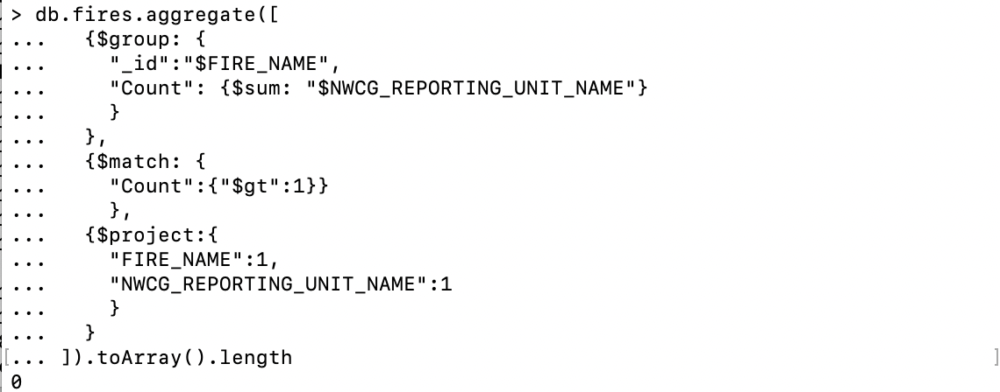 > db.fires.aggregate([
...   {$group: {
...     "_id":"$FIRE_NAME",
...     "Count": {$sum: "$NWCG_REPORTING_UNIT_NAME"}
...     }
...   },
...   {$match: {
...     "Count":{"$gt":1}}
...     },
...   {$project:{
...     "FIRE_NAME":1,
...     "NWCG_REPORTING_UNIT_NAME":1
...     }
...   }
[... ]).toArray().length ]
0